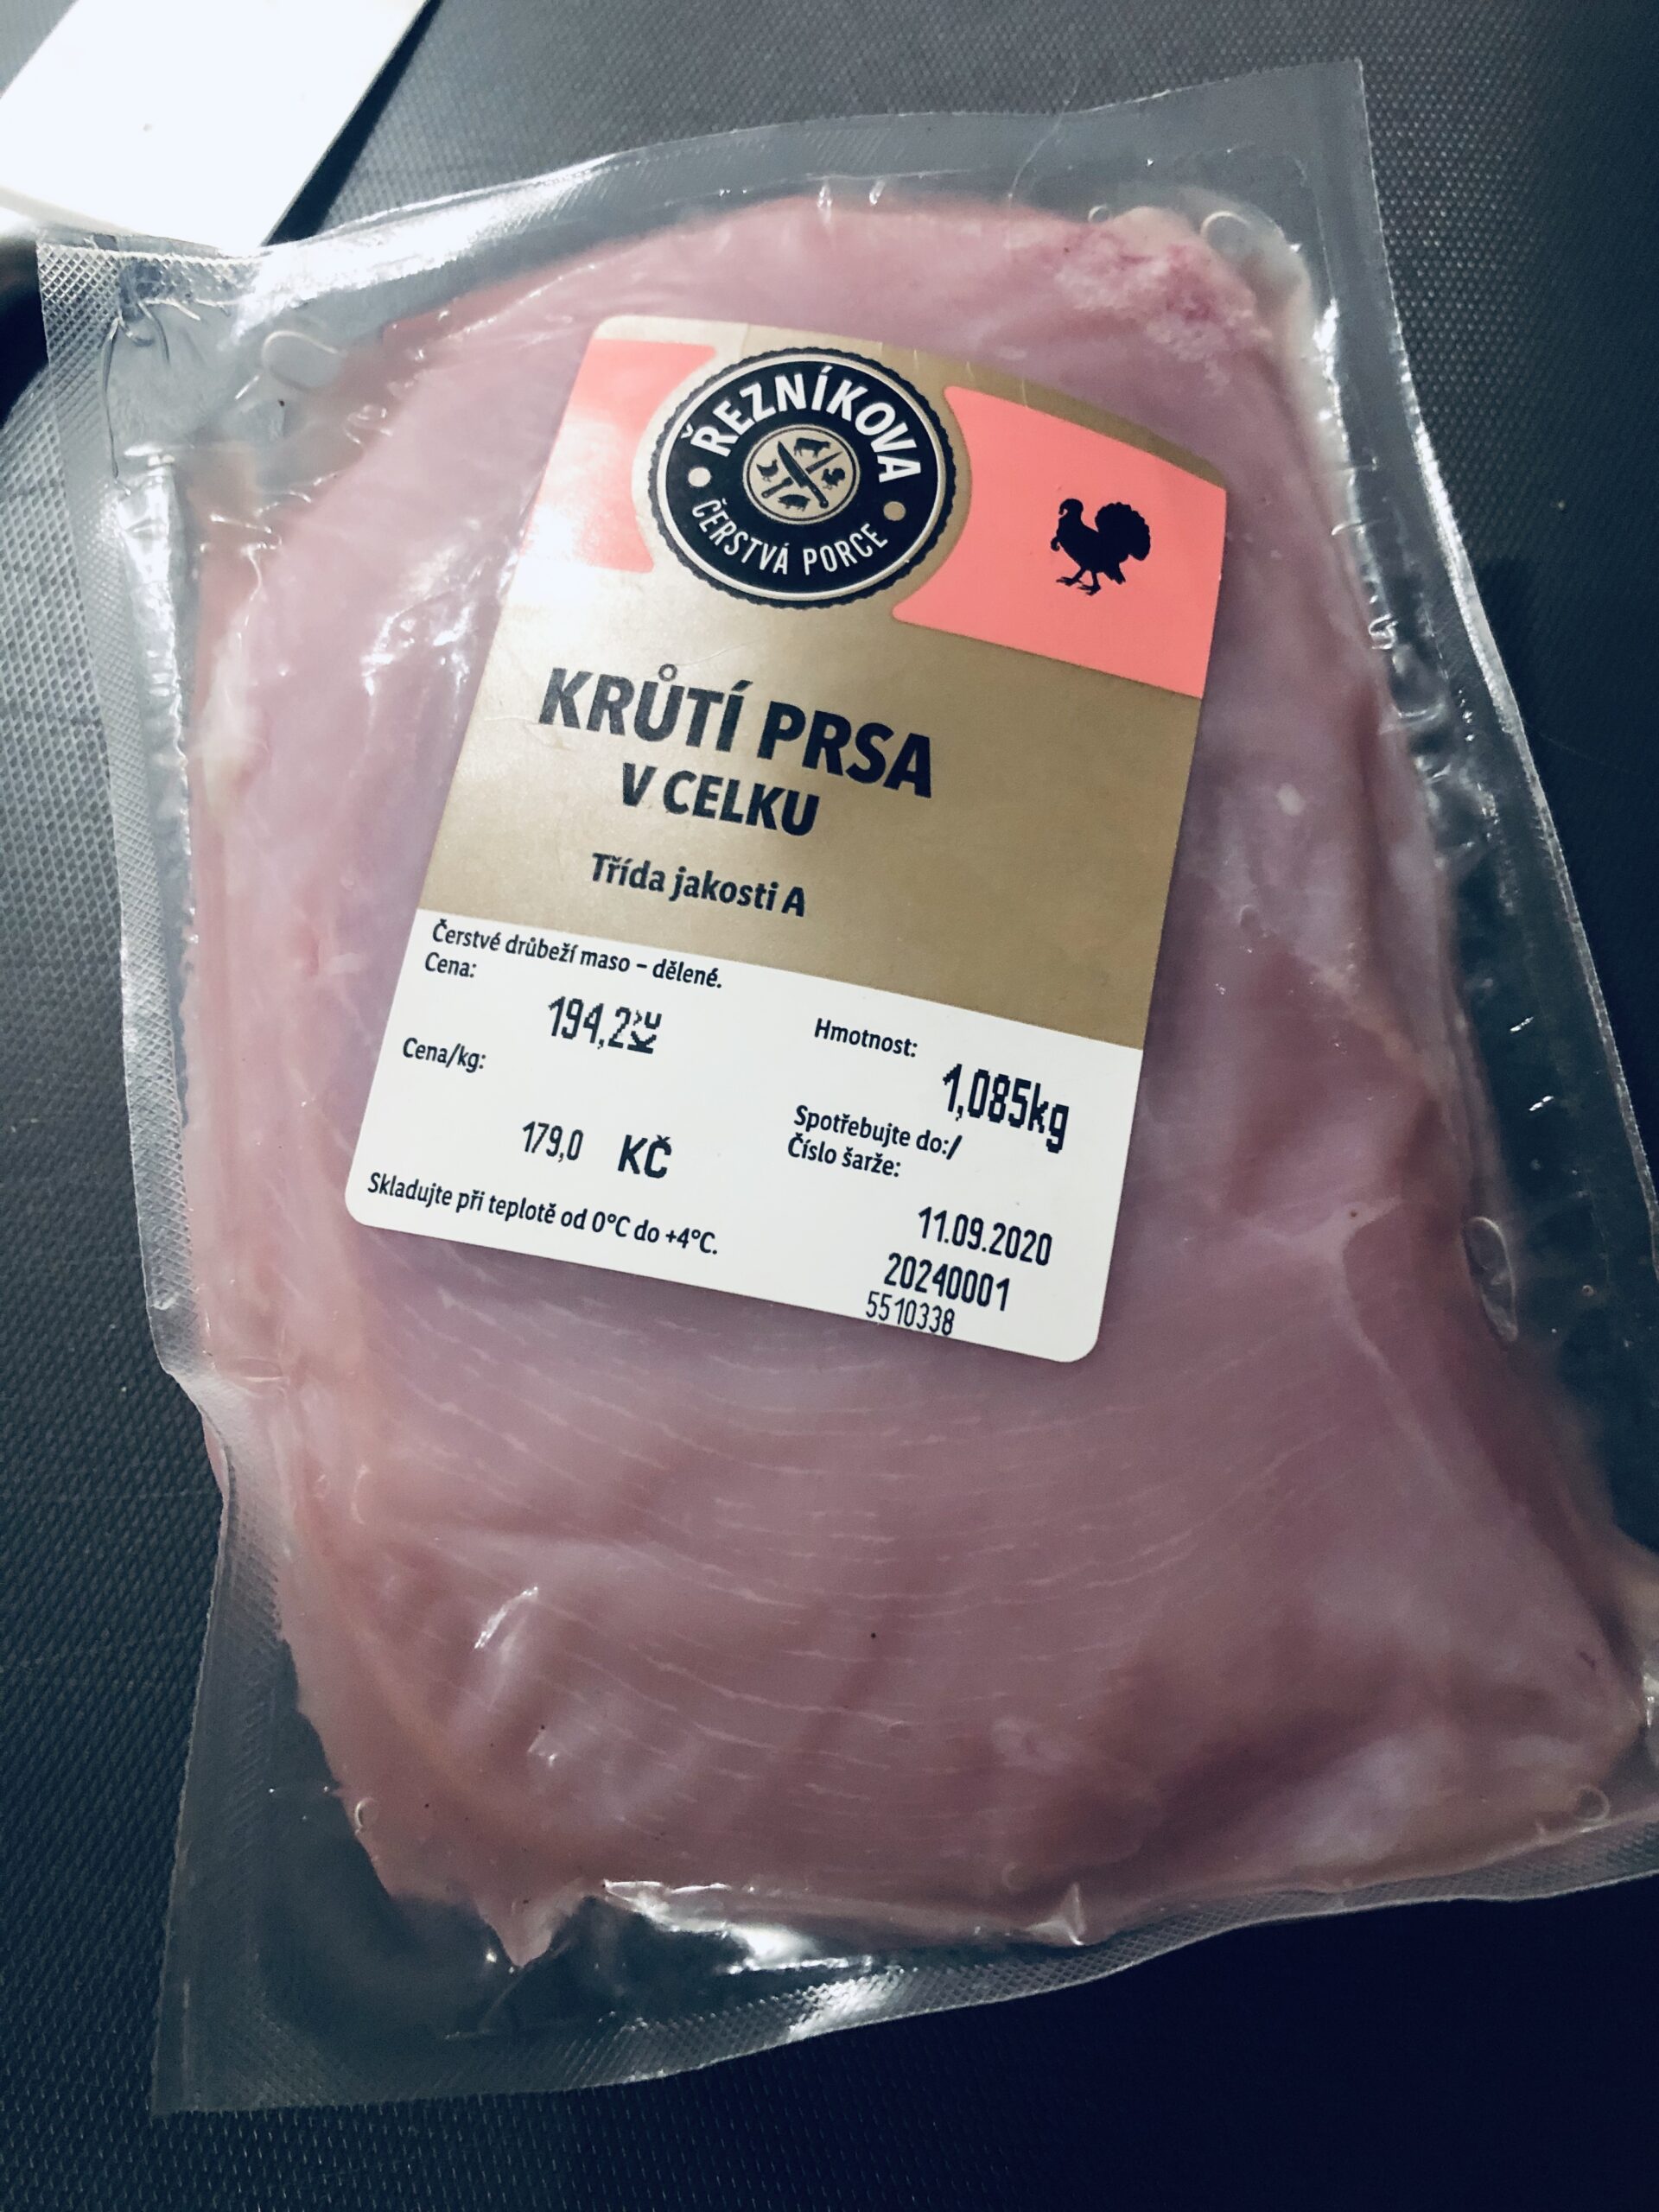 ŘEZNÍKOVA
ČERSTVÁ PORCE
KRŮTÍ PRSA
V CELKU
Třída jakosti A
Čerstvé drůbeží maso – dělené.
Cena:
194,2 Kč
Hmotnost:
1,085kg
Cena/kg:
179,0 KČ
Spotřebujte do:/
Číslo šarže:
11.09.2020
20240001
5510338
Skladujte při teplotě od 0°C do +4°C.